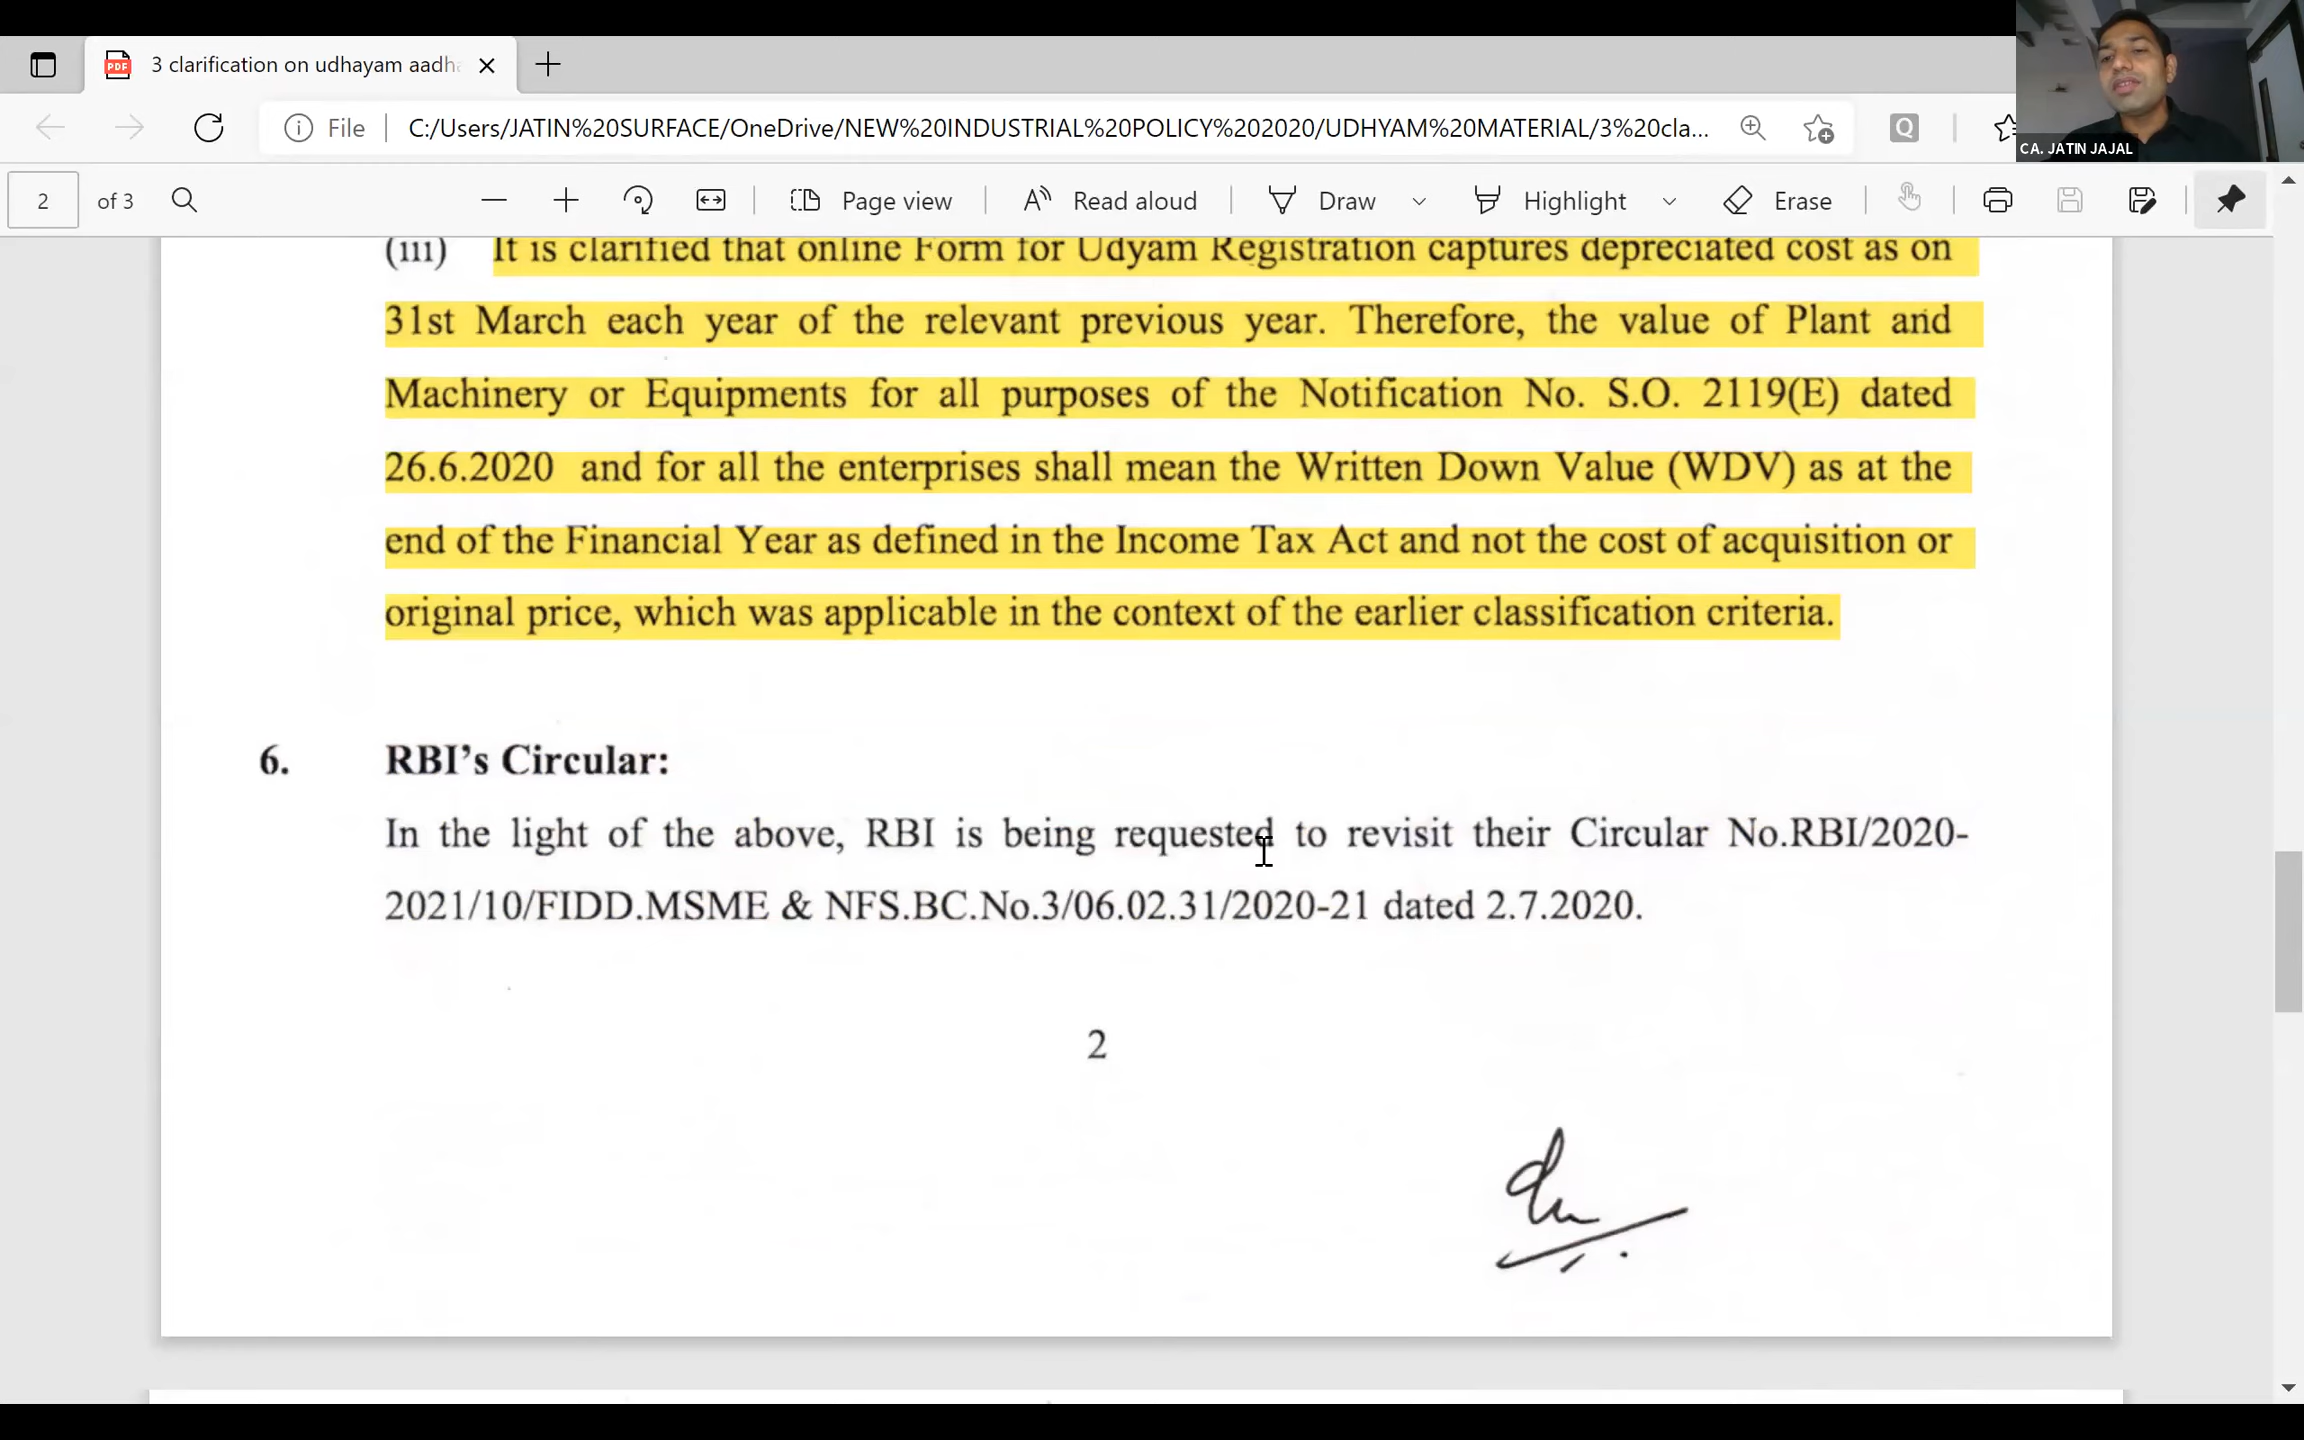 3 clarification on udhayam aadha
File
C:/Users/JATIN%20SURFACE/OneDrive/NEW%20INDUSTRIAL%20POLICY%202020/UDHYAM%20MATERIAL/3%20cla...
Q
CA. JATIN JAJAL
2 of 3
Page view
Read aloud
Draw
Highlight
Erase
(iii) It is clarified that online Form for Udyam Registration captures depreciated cost as on
31st March each year of the relevant previous year. Therefore, the value of Plant and
Machinery or Equipments for all purposes of the Notification No. S.O. 2119(E) dated
26.6.2020 and for all the enterprises shall mean the Written Down Value (WDV) as at the
end of the Financial Year as defined in the Income Tax Act and not the cost of acquisition or
original price, which was applicable in the context of the earlier classification criteria.
6. RBI's Circular:
In the light of the above, RBI is being requested to revisit their Circular No.RBI/2020-
2021/10/FIDD.MSME & NFS.BC.No.3/06.02.31/2020-21 dated 2.7.2020.
2